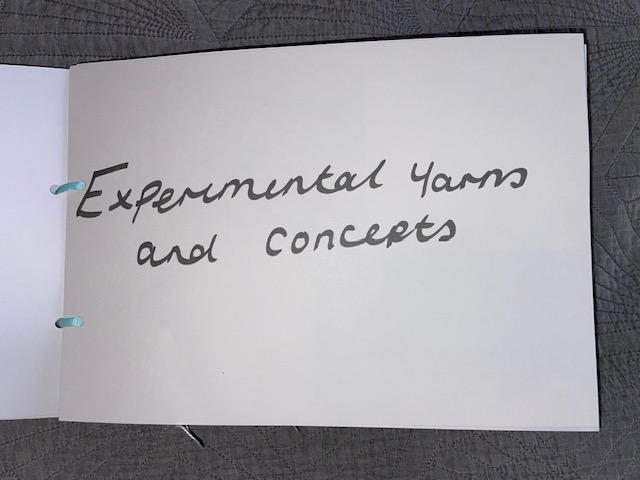 Experimental Yarns
and concepts